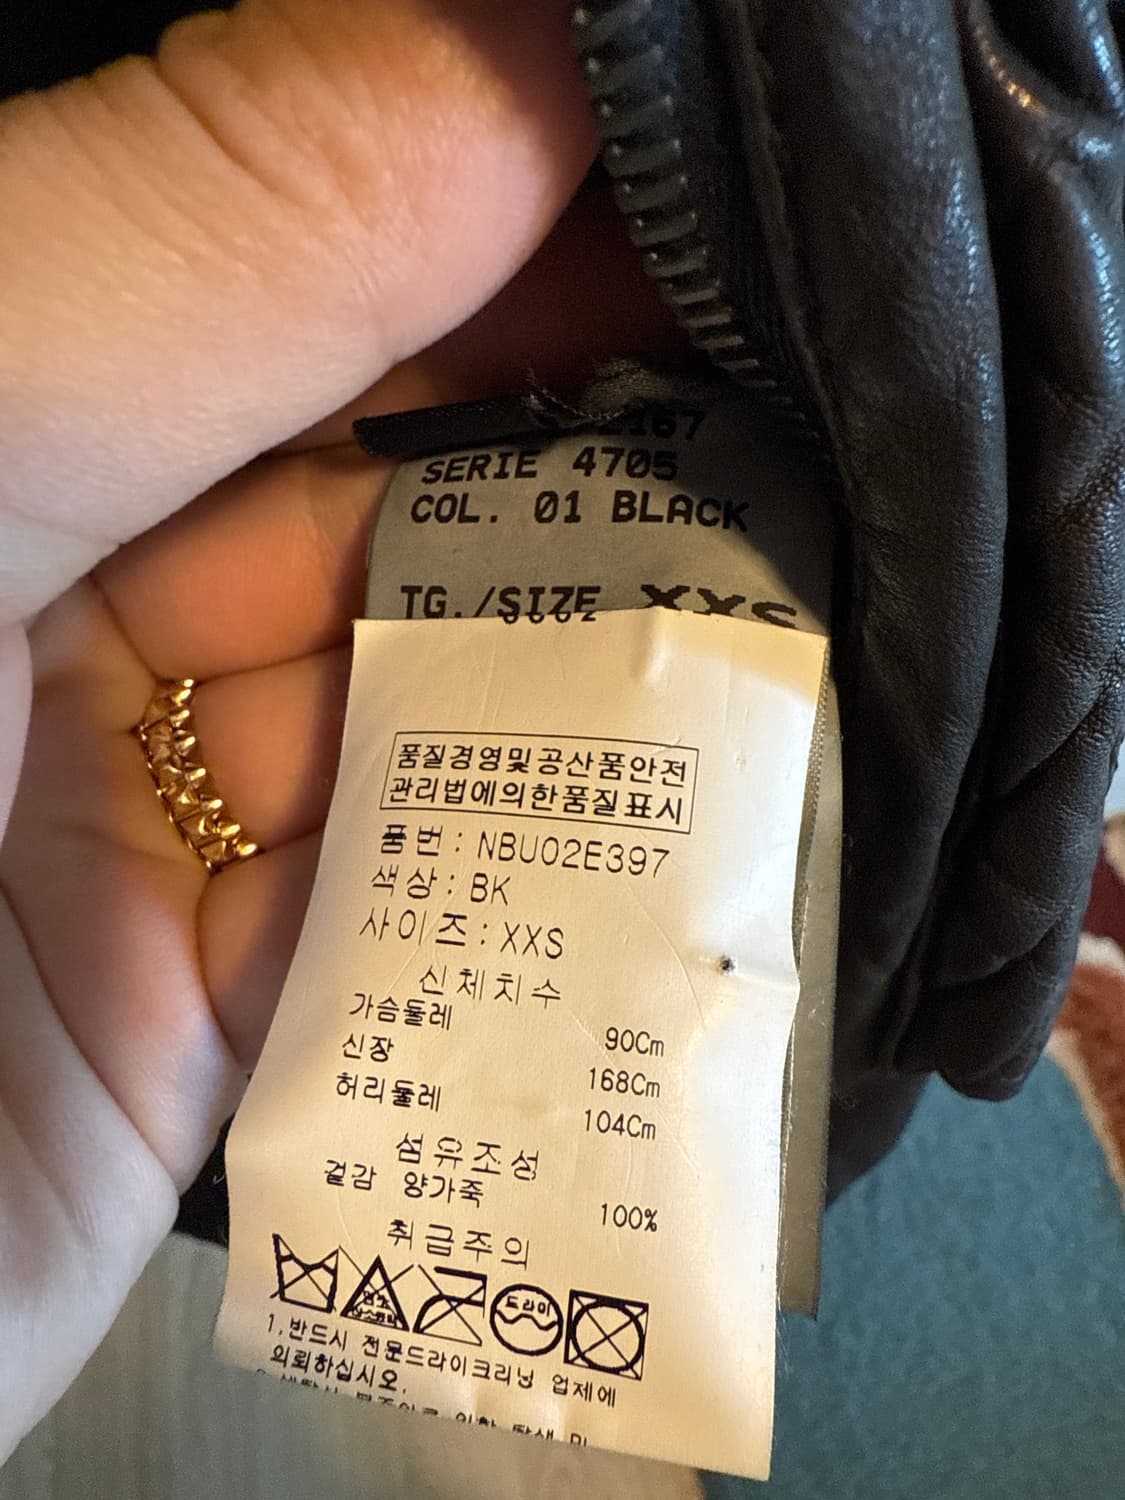 SERIE 4705
COL. 01 BLACK
TG./SIZE XXS
품질경영및공산품안전
관리법에의한품질표시
품번: NBU02E397
색상: BK
사이즈: XXS
신체치수
가슴둘레 90Cm
신장 168Cm
허리둘레 104Cm
섬유조성
겉감 양가죽 100%
취급주의
드라이
1.반드시 전문드라이크리닝 업제에
의뢰하십시오.